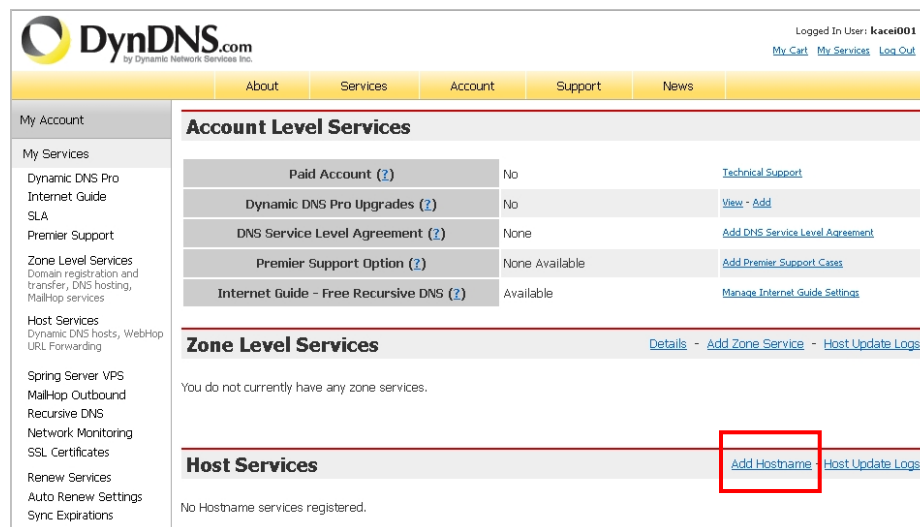 DynDNS.com
by Dynamic Network Services Inc.
Logged In User: kacei001
My Cart My Services Log Out
About Services Account Support News
My Account
My Services
Dynamic DNS Pro
Internet Guide
SLA
Premier Support
Zone Level Services
Domain registration and
transfer, DNS hosting,
MailHop services
Host Services
Dynamic DNS hosts, WebHop
URL Forwarding
Spring Server VPS
MailHop Outbound
Recursive DNS
Network Monitoring
SSL Certificates
Renew Services
Auto Renew Settings
Sync Expirations
Account Level Services
Paid Account (?) No Technical Support
Dynamic DNS Pro Upgrades (?) No View - Add
DNS Service Level Agreement (?) None Add DNS Service Level Agreement
Premier Support Option (?) None Available Add Premier Support Cases
Internet Guide - Free Recursive DNS (?) Available Manage Internet Guide Settings
Zone Level Services Details - Add Zone Service - Host Update Logs
You do not currently have any zone services.
Host Services Add Hostname - Host Update Logs
No Hostname services registered.